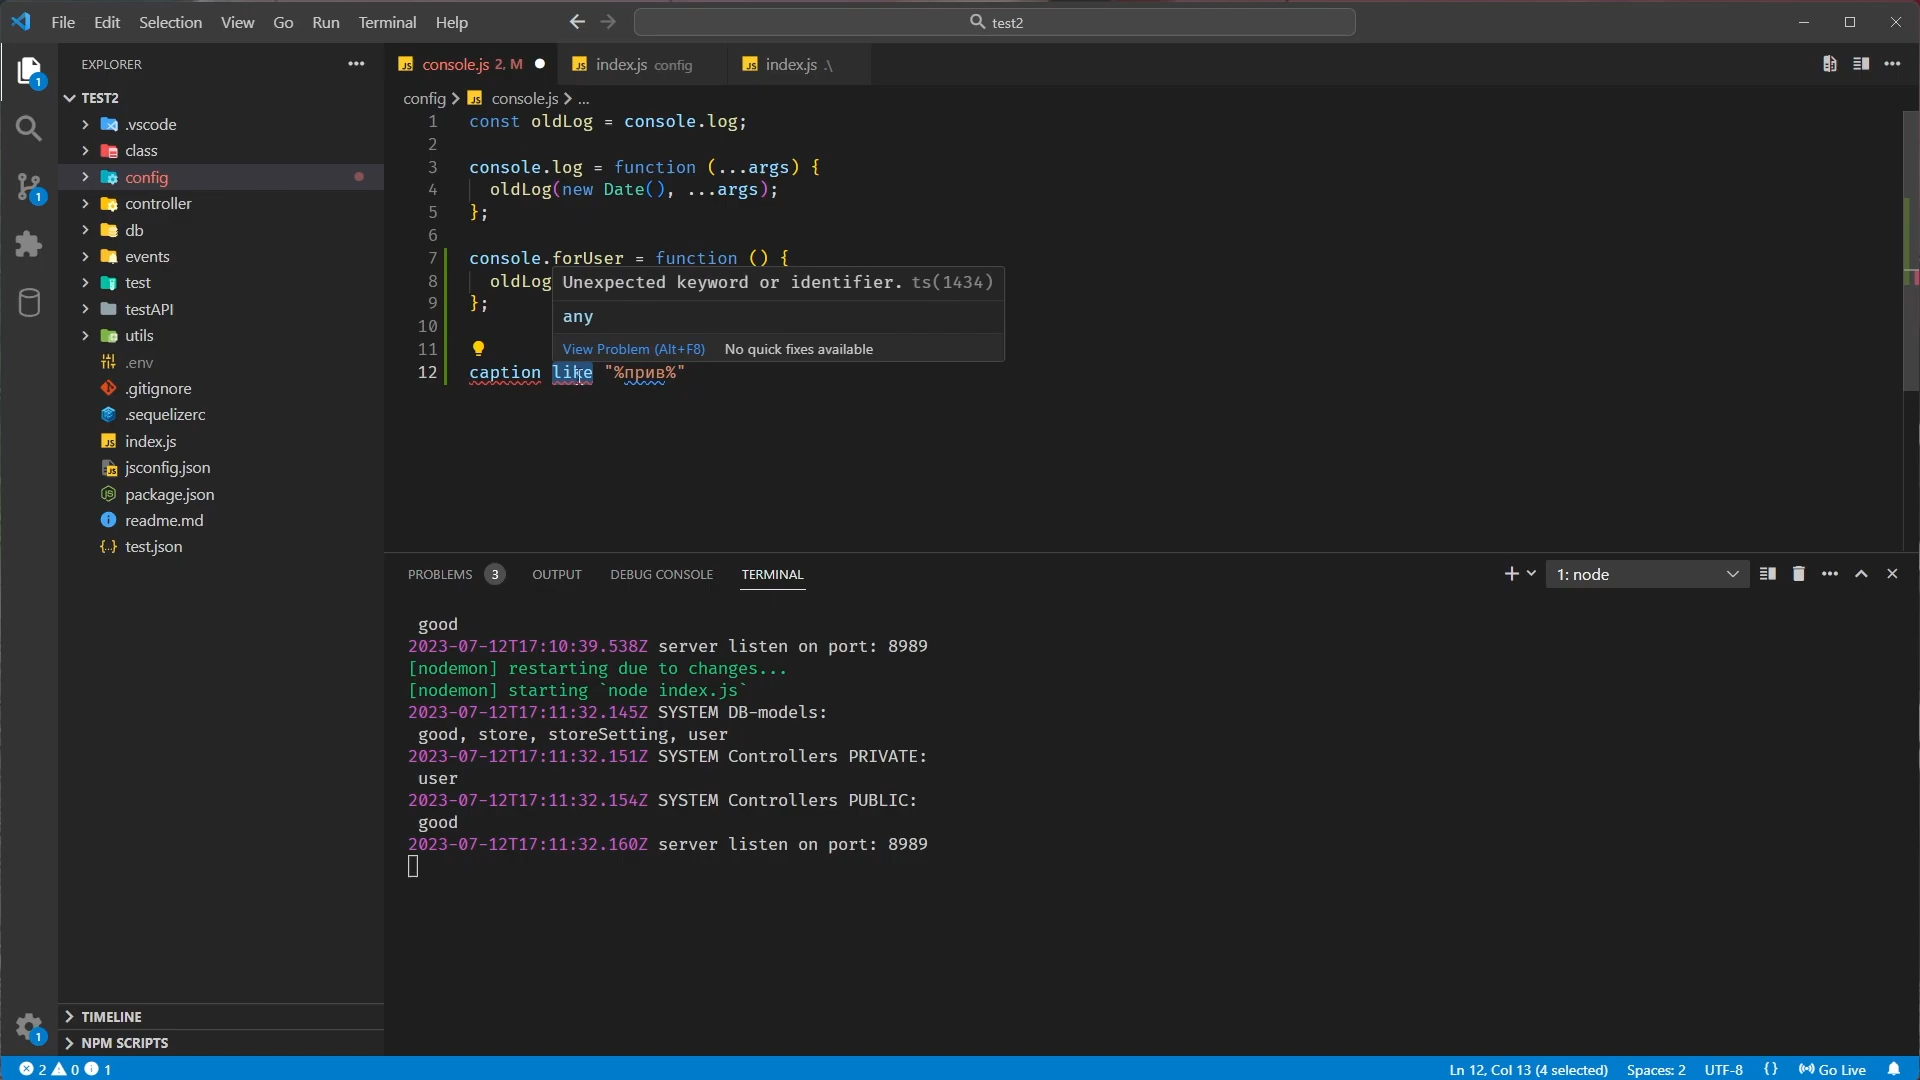 File Edit Selection View Go Run Terminal Help
test2
EXPLORER
TEST2
.vscode
class
config
controller
db
events
test
testAPI
utils
.env
.gitignore
.sequelizerc
index.js
jsconfig.json
package.json
readme.md
test.json
TIMELINE
NPM SCRIPTS
1
1
1
console.js 2, M
index.js config
index.js .\
config > console.js > ...
1 const oldLog = console.log;
2
3 console.log = function (...args) {
4 oldLog(new Date(), ...args);
5 };
6
7 console.forUser = function () {
8 oldLog
9 };
10
11
12 caption like "%прив%"
Unexpected keyword or identifier. ts(1434)
any
View Problem (Alt+F8) No quick fixes available
PROBLEMS 3 OUTPUT DEBUG CONSOLE TERMINAL
1: node
good
2023-07-12T17:10:39.538Z server listen on port: 8989
[nodemon] restarting due to changes...
[nodemon] starting `node index.js`
2023-07-12T17:11:32.145Z SYSTEM DB-models:
good, store, storeSetting, user
2023-07-12T17:11:32.151Z SYSTEM Controllers PRIVATE:
user
2023-07-12T17:11:32.154Z SYSTEM Controllers PUBLIC:
good
2023-07-12T17:11:32.160Z server listen on port: 8989
2 0 1
Ln 12, Col 13 (4 selected) Spaces: 2 UTF-8 {} Go Live